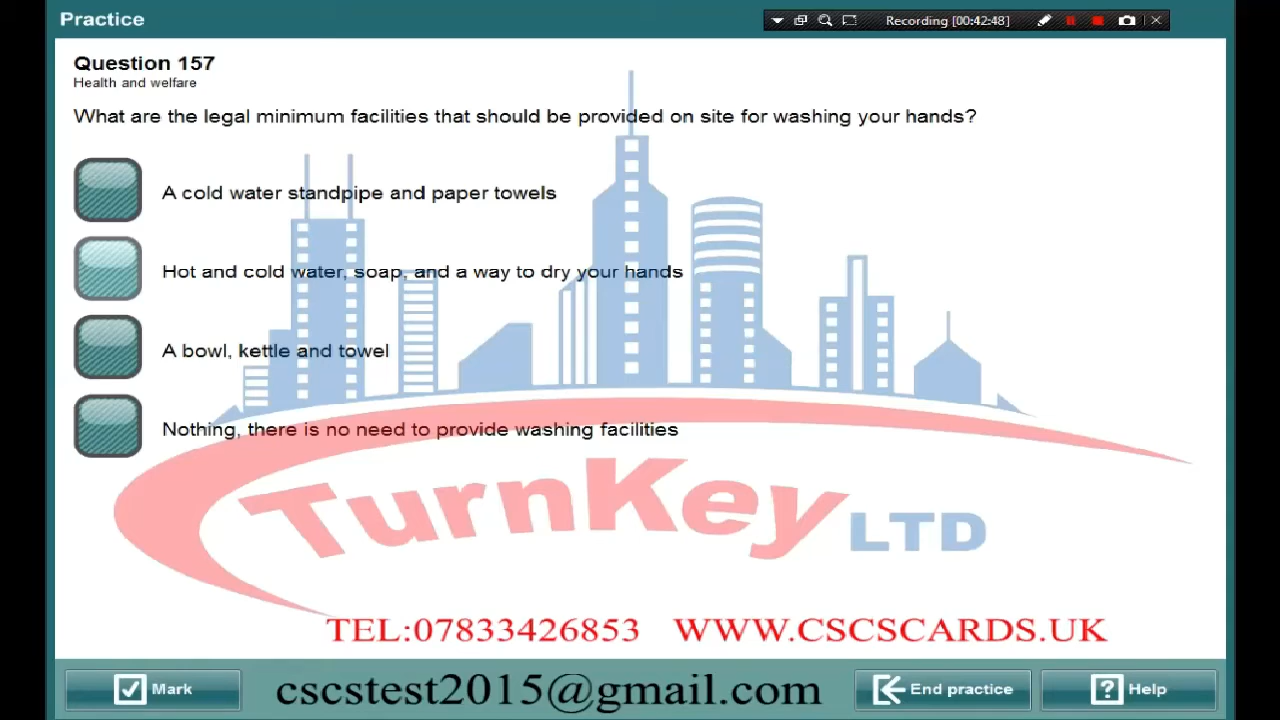 Practice
Recording [00:42:48]
Question 157
Health and welfare
What are the legal minimum facilities that should be provided on site for washing your hands?
A cold water standpipe and paper towels
Hot and cold water, soap, and a way to dry your hands
A bowl, kettle and towel
Nothing, there is no need to provide washing facilities
TurnKey LTD
TEL:07833426853 WWW.CSCSCARDS.UK
Mark
cscstest2015@gmail.com
End practice
Help